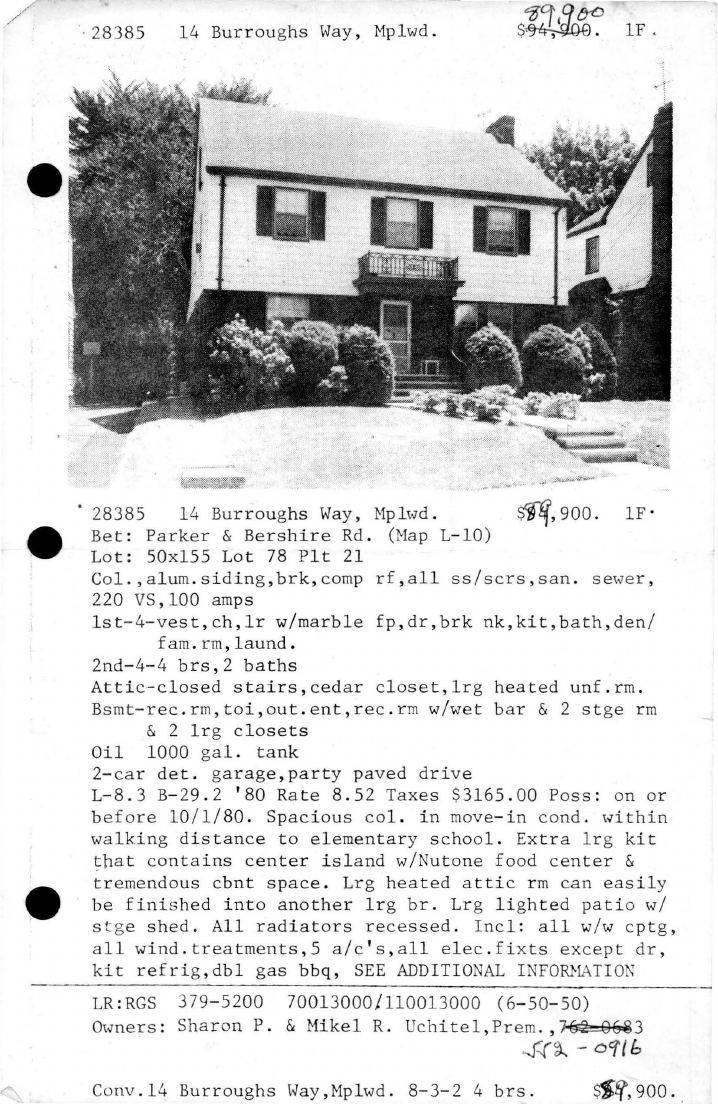 89,900
28385 14 Burroughs Way, Mplwd. $94,900. 1F.
28385 14 Burroughs Way, Mplwd. $89,900. 1F.
Bet: Parker & Bershire Rd. (Map L-10)
Lot: 50x155 Lot 78 Plt 21
Col.,alum.siding,brk,comp rf,all ss/scrs,san. sewer,
220 VS,100 amps
1st-4-vest,ch,lr w/marble fp,dr,brk nk,kit,bath,den/
fam.rm,laund.
2nd-4-4 brs,2 baths
Attic-closed stairs,cedar closet,lrg heated unf.rm.
Bsmt-rec.rm,toi,out.ent,rec.rm w/wet bar & 2 stge rm
& 2 lrg closets
Oil 1000 gal. tank
2-car det. garage,party paved drive
L-8.3 B-29.2 '80 Rate 8.52 Taxes $3165.00 Poss: on or
before 10/1/80. Spacious col. in move-in cond. within
walking distance to elementary school. Extra lrg kit
that contains center island w/Nutone food center &
tremendous cbnt space. Lrg heated attic rm can easily
be finished into another lrg br. Lrg lighted patio w/
stge shed. All radiators recessed. Incl: all w/w cptg,
all wind.treatments,5 a/c's,all elec.fixts except dr,
kit refrig,dbl gas bbq, SEE ADDITIONAL INFORMATION
LR:RGS 379-5200 70013000/110013000 (6-50-50)
Owners: Sharon P. & Mikel R. Uchitel,Prem.,762-0683
552-0916
Conv.14 Burroughs Way,Mplwd. 8-3-2 4 brs. $89,900.